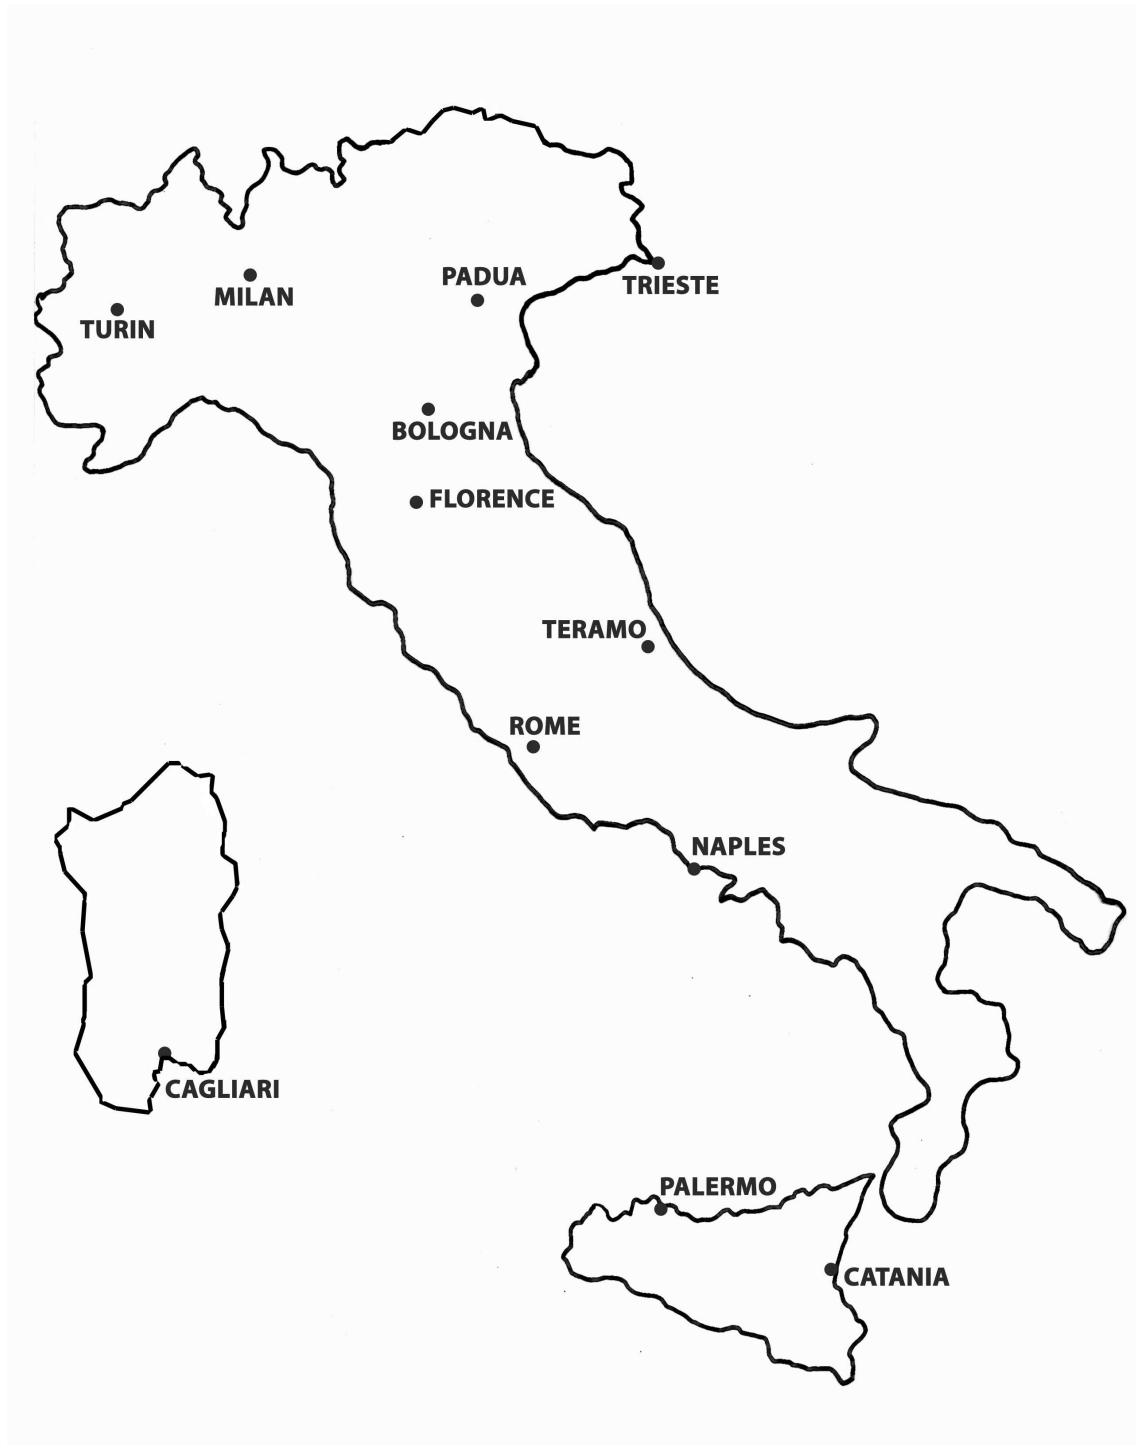 PADUA
TRIESTE
MILAN
TURIN
BOLOGNA
FLORENCE
TERAMO
ROME
NAPLES
CAGLIARI
PALERMO
CATANIA